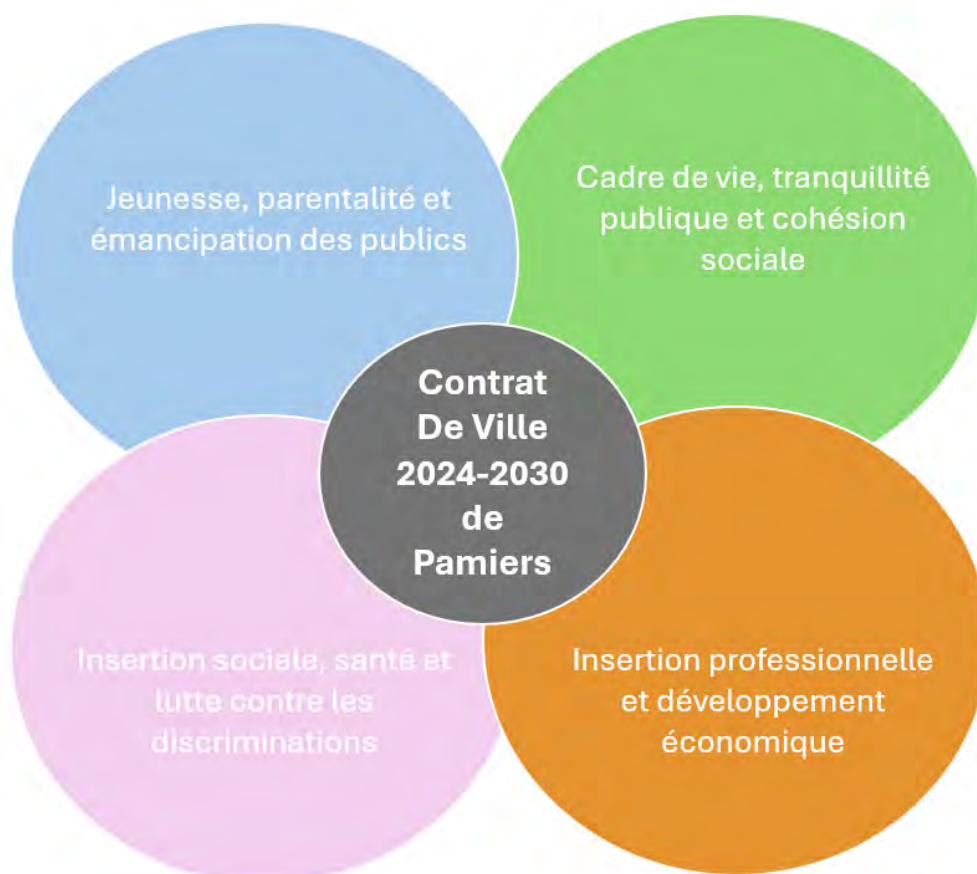 Jeunesse, parentalité et
émancipation des publics
Cadre de vie, tranquillité
publique et cohésion
sociale
Contrat
De Ville
2024-2030
de
Pamiers
Insertion sociale, santé et
lutte contre les
discriminations
Insertion professionnelle
et développement
économique